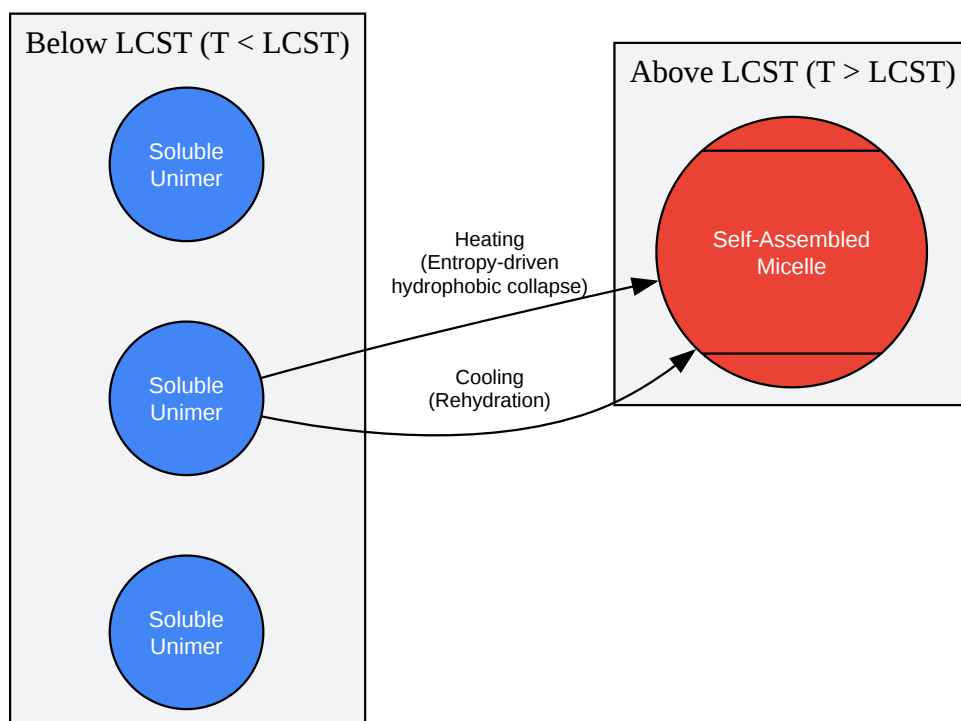 Below LCST (T < LCST)
Soluble
Unimer
Soluble
Unimer
Soluble
Unimer
Heating
(Entropy-driven
hydrophobic collapse)
Cooling
(Rehydration)
Above LCST (T > LCST)
Self-Assembled
Micelle